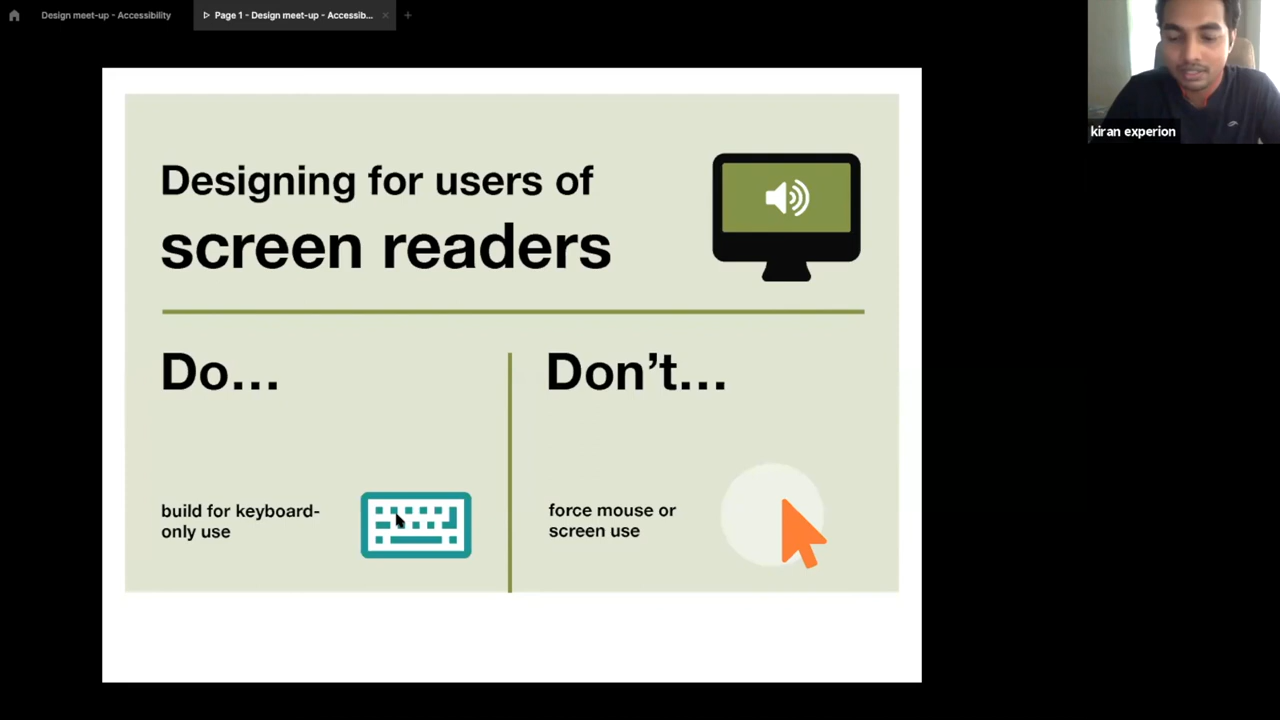 Design meet-up - Accessibility
Page 1 - Design meet-up - Accessib...
kiran experion
Designing for users of
screen readers
Do...
Don't...
build for keyboard-
only use
force mouse or
screen use